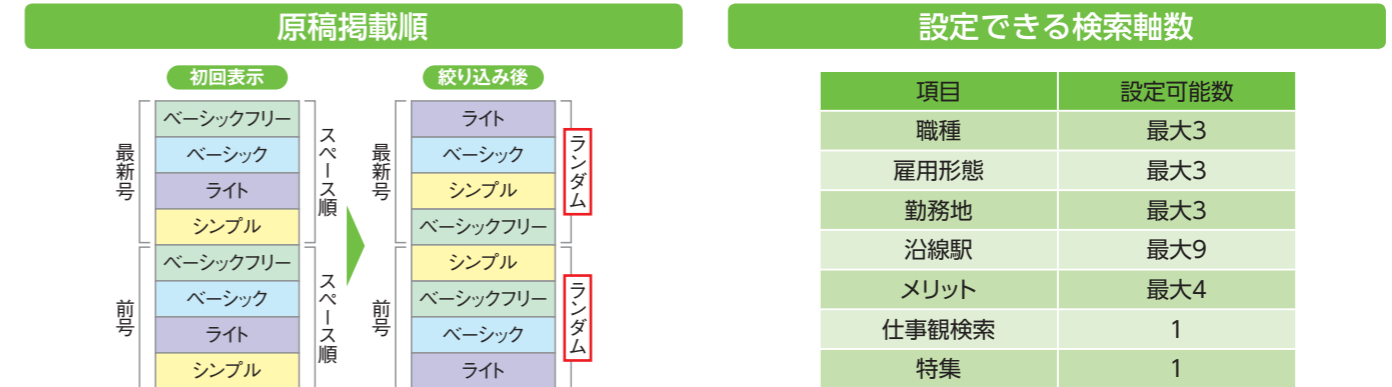 原稿掲載順
初回表示
絞り込み後
最新号
ベーシックフリー
ベーシック
ライト
シンプル
スペース順
前号
ベーシックフリー
ベーシック
ライト
シンプル
スペース順
最新号
ライト
ベーシック
シンプル
ベーシックフリー
ランダム
前号
シンプル
ベーシックフリー
ベーシック
ライト
ランダム
設定できる検索軸数
項目 設定可能数
職種 最大3
雇用形態 最大3
勤務地 最大3
沿線駅 最大9
メリット 最大4
仕事観検索 1
特集 1